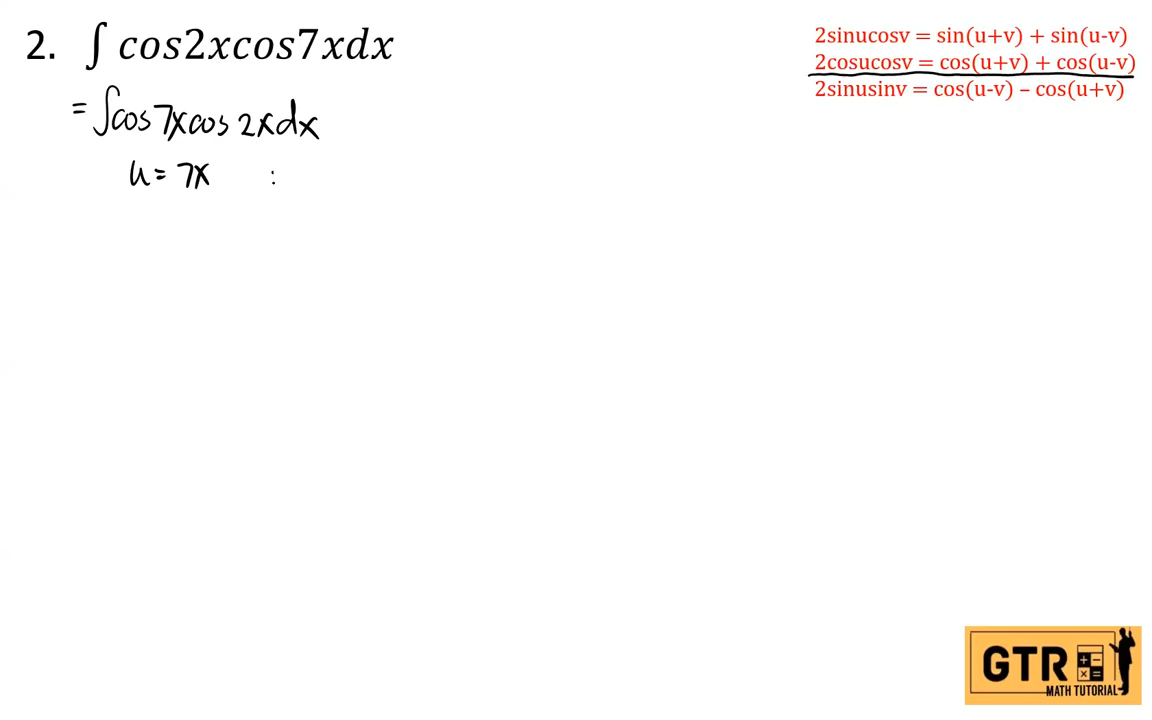 2. ∫ cos2xcos7xdx
= ∫cos7xcos2xdx
u = 7x :
2sinucosv = sin(u+v) + sin(u-v)
2cosucosv = cos(u+v) + cos(u-v)
2sinusinv = cos(u-v) – cos(u+v)
GTR
+ −
× =
MATH TUTORIAL